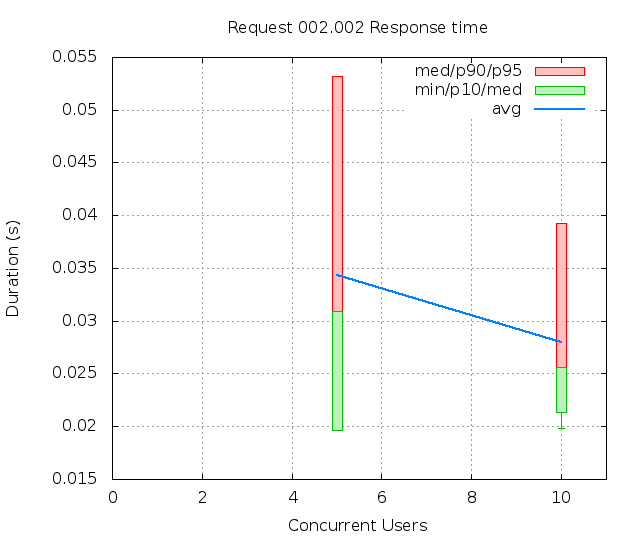 Request 002.002 Response time
0.055
0.05
0.045
0.04
0.035
0.03
0.025
0.02
0.015
Duration (s)
med/p90/p95
min/p10/med
avg
0 2 4 6 8 10
Concurrent Users